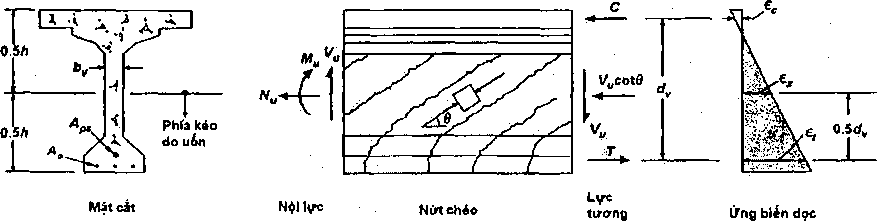 0.5h
0.5h
b_v
A_ps
A_s
Phía kéo
do uốn
Mặt cắt
M_u
V_u
N_u
Nội lực
θ
Nứt chéo
C
d_v
V_u cotθ
V_u
T
Lực
tương
ε_c
ε_s
ε_t
0.5d_v
Ứng biến dọc